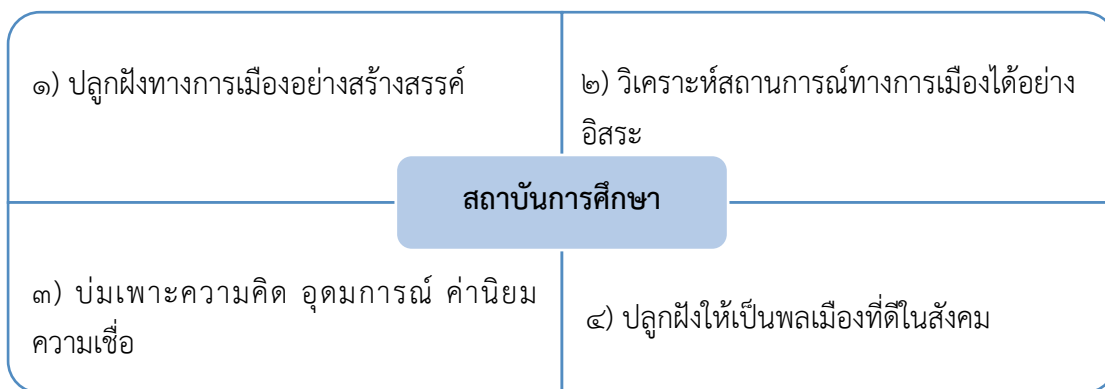 ๑) ปลูกฝังทางการเมืองอย่างสร้างสรรค์
๒) วิเคราะห์สถานการณ์ทางการเมืองได้อย่าง
อิสระ
สถาบันการศึกษา
๓) บ่มเพาะความคิด อุดมการณ์ ค่านิยม
ความเชื่อ
๔) ปลูกฝังให้เป็นพลเมืองที่ดีในสังคม